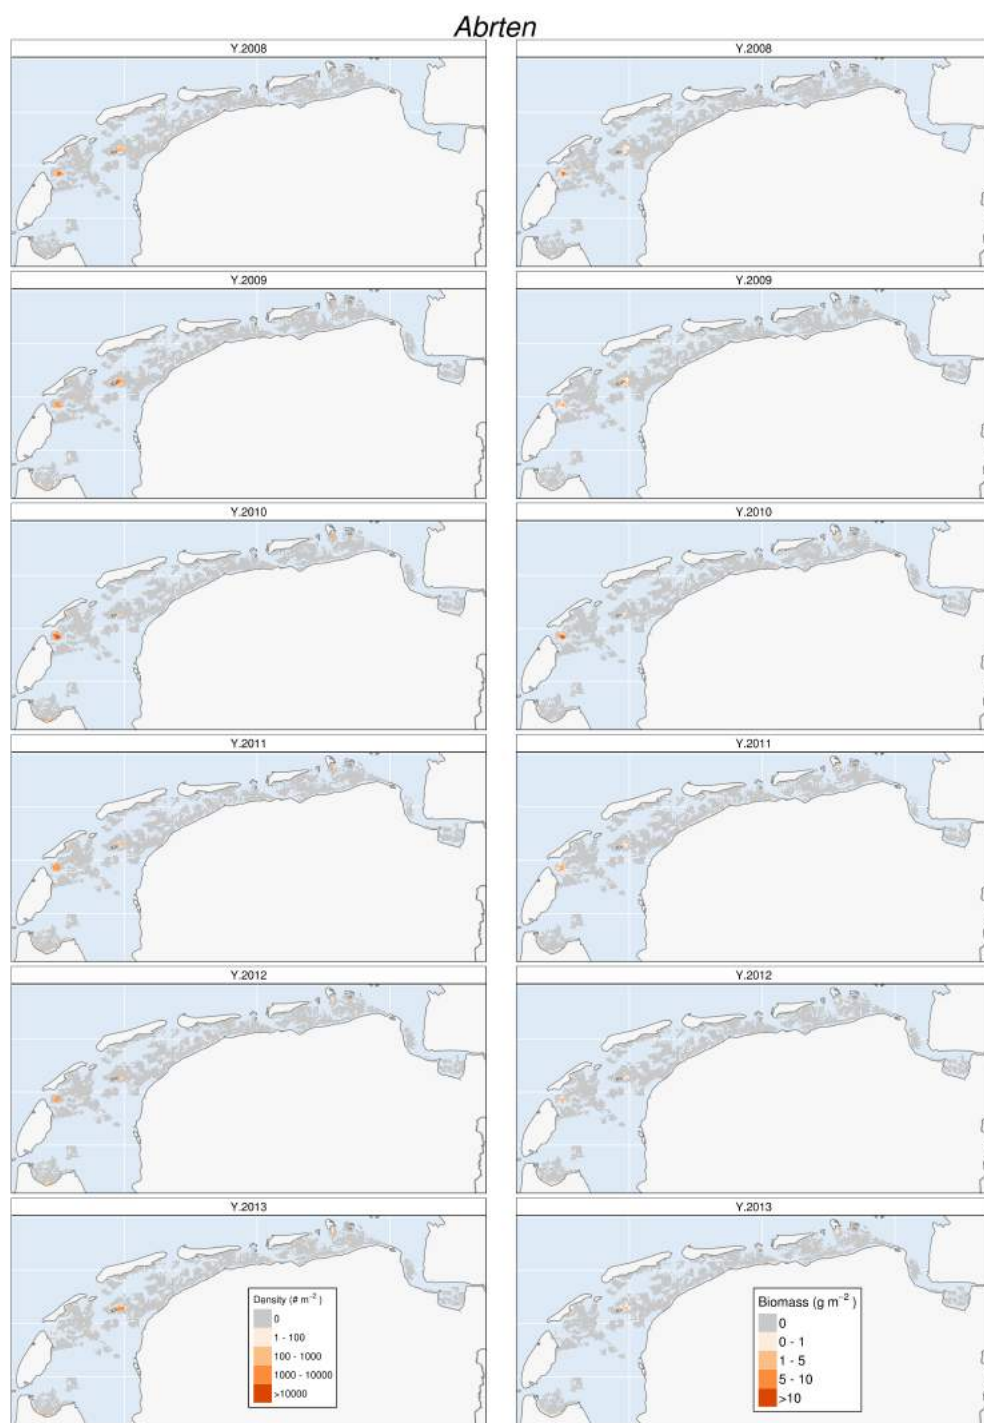 Abrten
Y.2008
Y.2008
Y.2009
Y.2009
Y.2010
Y.2010
Y.2011
Y.2011
Y.2012
Y.2012
Y.2013
Y.2013
Density (# m⁻²)
0
1 - 100
100 - 1000
1000 - 10000
>10000
Biomass (g m⁻²)
0
0 - 1
1 - 5
5 - 10
>10